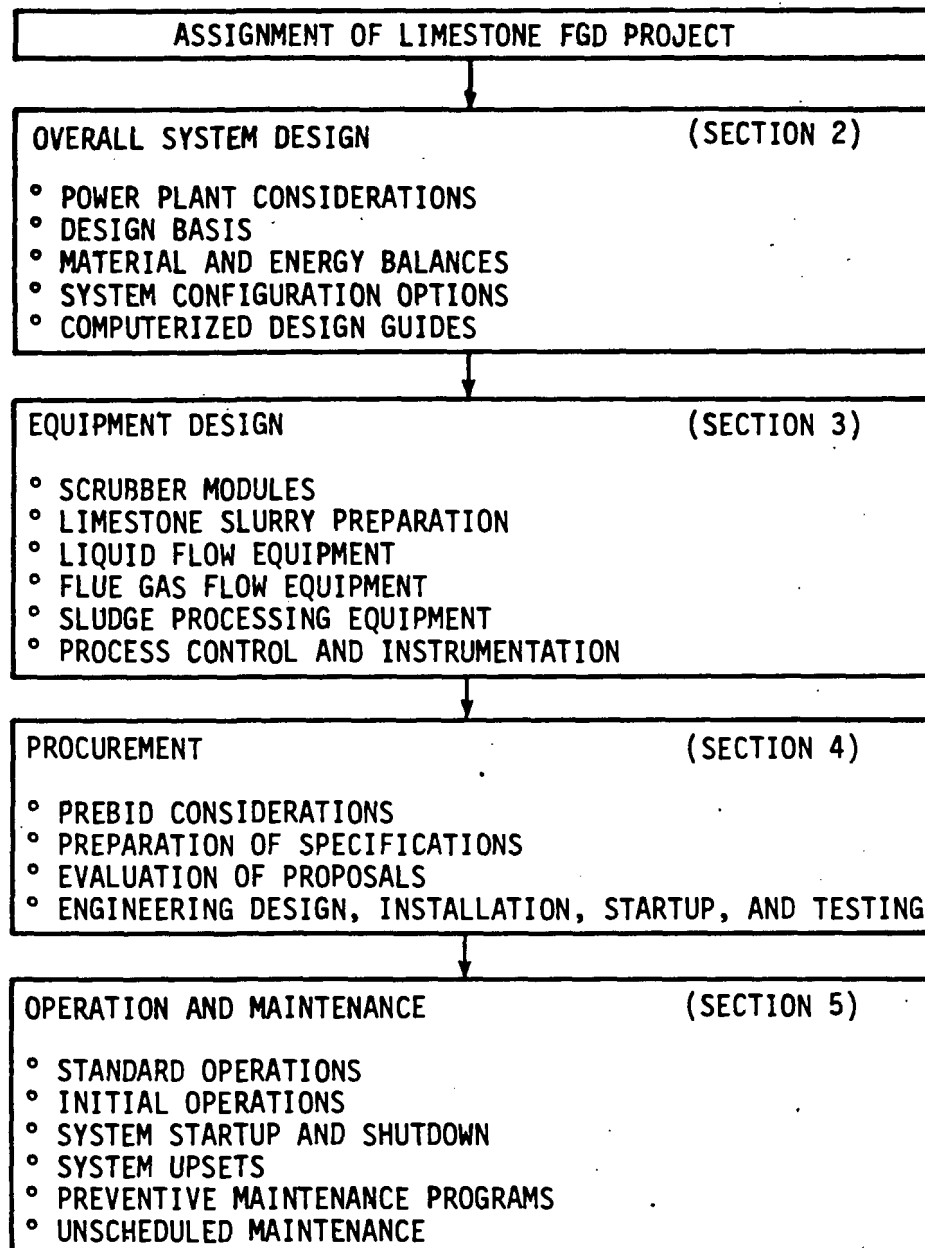 ASSIGNMENT OF LIMESTONE FGD PROJECT
OVERALL SYSTEM DESIGN (SECTION 2)
° POWER PLANT CONSIDERATIONS
° DESIGN BASIS
° MATERIAL AND ENERGY BALANCES
° SYSTEM CONFIGURATION OPTIONS
° COMPUTERIZED DESIGN GUIDES
EQUIPMENT DESIGN (SECTION 3)
° SCRUBBER MODULES
° LIMESTONE SLURRY PREPARATION
° LIQUID FLOW EQUIPMENT
° FLUE GAS FLOW EQUIPMENT
° SLUDGE PROCESSING EQUIPMENT
° PROCESS CONTROL AND INSTRUMENTATION
PROCUREMENT (SECTION 4)
° PREBID CONSIDERATIONS
° PREPARATION OF SPECIFICATIONS
° EVALUATION OF PROPOSALS
° ENGINEERING DESIGN, INSTALLATION, STARTUP, AND TESTING
OPERATION AND MAINTENANCE (SECTION 5)
° STANDARD OPERATIONS
° INITIAL OPERATIONS
° SYSTEM STARTUP AND SHUTDOWN
° SYSTEM UPSETS
° PREVENTIVE MAINTENANCE PROGRAMS
° UNSCHEDULED MAINTENANCE